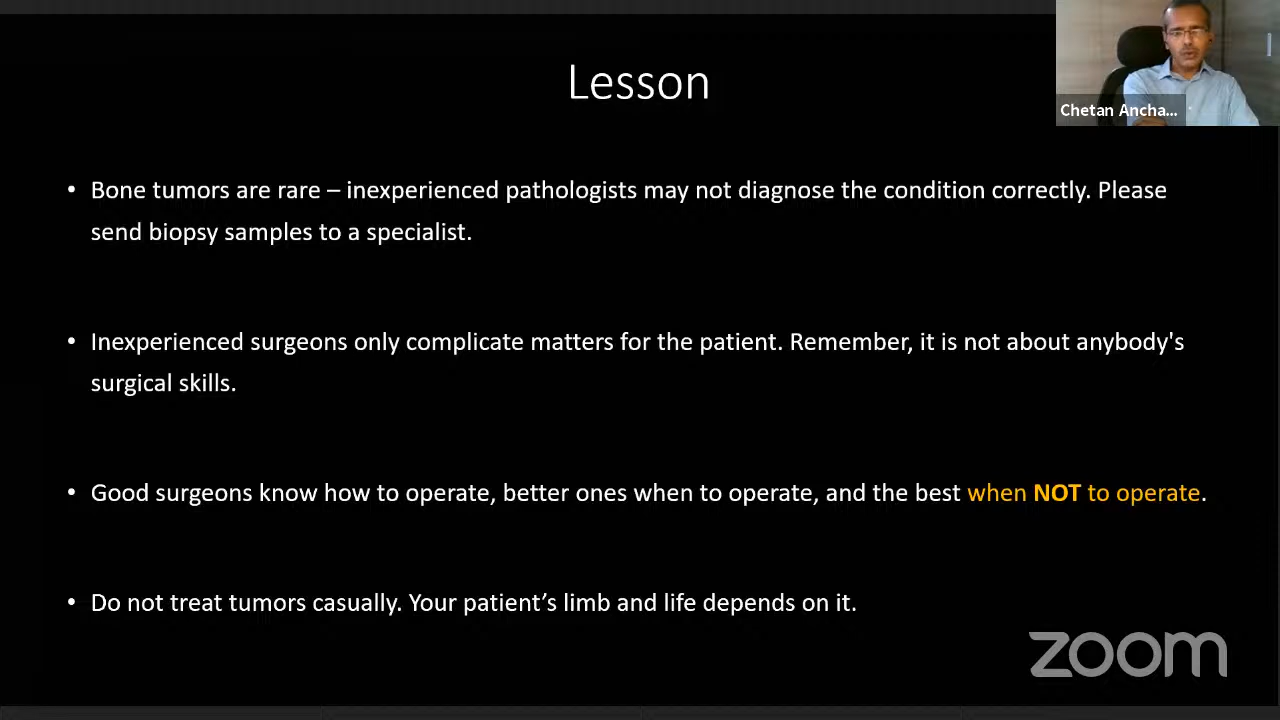 Lesson
Chetan Ancha...
• Bone tumors are rare – inexperienced pathologists may not diagnose the condition correctly. Please
send biopsy samples to a specialist.
• Inexperienced surgeons only complicate matters for the patient. Remember, it is not about anybody's
surgical skills.
• Good surgeons know how to operate, better ones when to operate, and the best when NOT to operate.
• Do not treat tumors casually. Your patient’s limb and life depends on it.
zoom